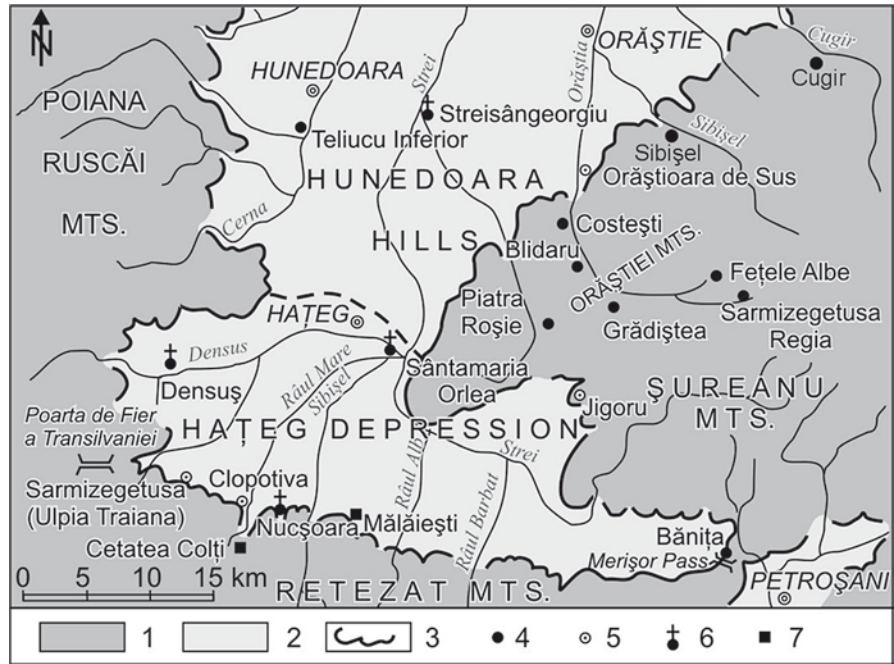 N
HUNEDOARA
Strei
Orăştia
ORĂŞTIE
Cugir
Cugir
POIANA
RUSCĂI
MTS.
Teliucu Inferior
Streisângeorgiu
Sibişel
Sibişel
Orăştioara de Sus
HUNEDOARA
HILLS
Cerna
Costeşti
Blidaru
ORĂŞTIEI MTS.
Feţele Albe
Sarmizegetusa
Regia
Grădiştea
Piatra
Roşie
HAŢEG
Densus
Densuş
Râul Mare
Sibişel
Sântamaria
Orlea
ŞUREANU
MTS.
Jigoru
Poarta de Fier
a Transilvaniei
HAŢEG DEPRESSION
Strei
Râul Alb
Râul Barbat
Sarmizegetusa
(Ulpia Traiana)
Clopotiva
Nucşoara
Mălăieşti
Cetatea Colţi
Băniţa
Merişor Pass
PETROŞANI
RETEZAT MTS.
0 5 10 15 km
1 2 3 4 5 6 7